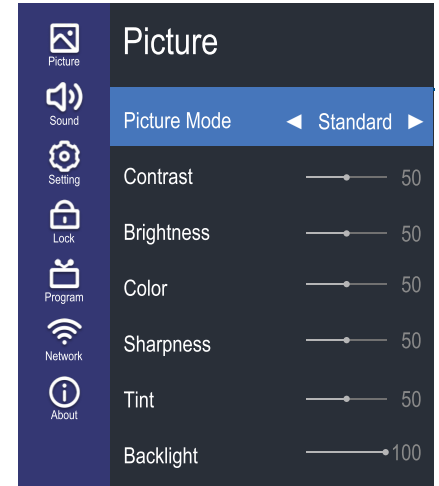 Picture
Sound
Setting
Lock
Program
Network
About
Picture
Picture Mode ◀ Standard ▶
Contrast 50
Brightness 50
Color 50
Sharpness 50
Tint 50
Backlight 100